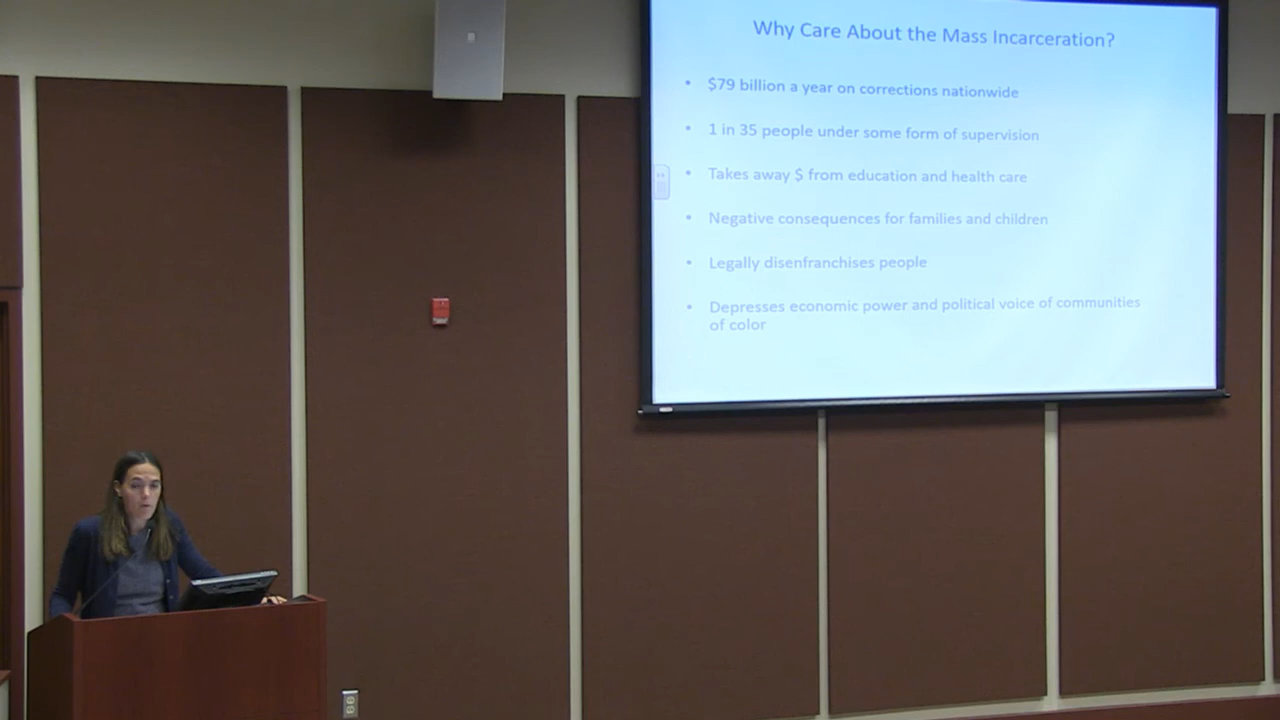 Why Care About the Mass Incarceration?
• $79 billion a year on corrections nationwide
• 1 in 35 people under some form of supervision
• Takes away $ from education and health care
• Negative consequences for families and children
• Legally disenfranchises people
• Depresses economic power and political voice of communities
of color